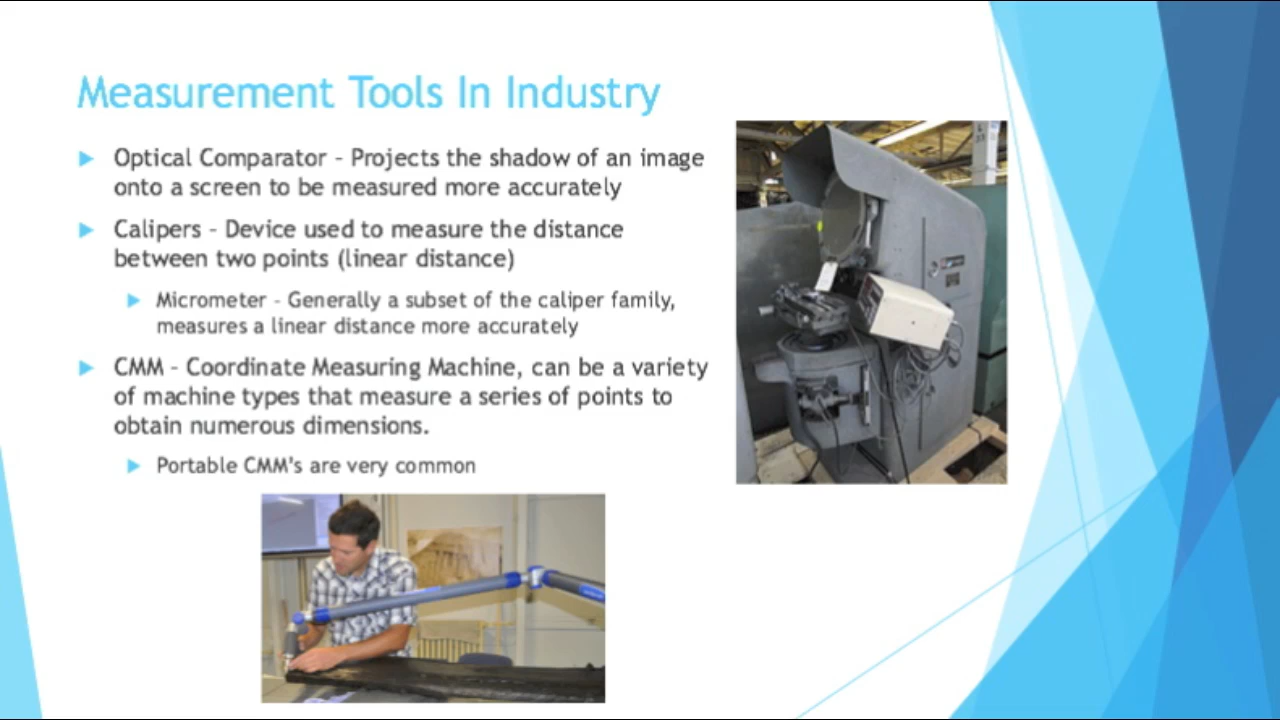 Measurement Tools In Industry
Optical Comparator – Projects the shadow of an image
onto a screen to be measured more accurately
Calipers – Device used to measure the distance
between two points (linear distance)
Micrometer – Generally a subset of the caliper family,
measures a linear distance more accurately
CMM – Coordinate Measuring Machine, can be a variety
of machine types that measure a series of points to
obtain numerous dimensions.
Portable CMM's are very common